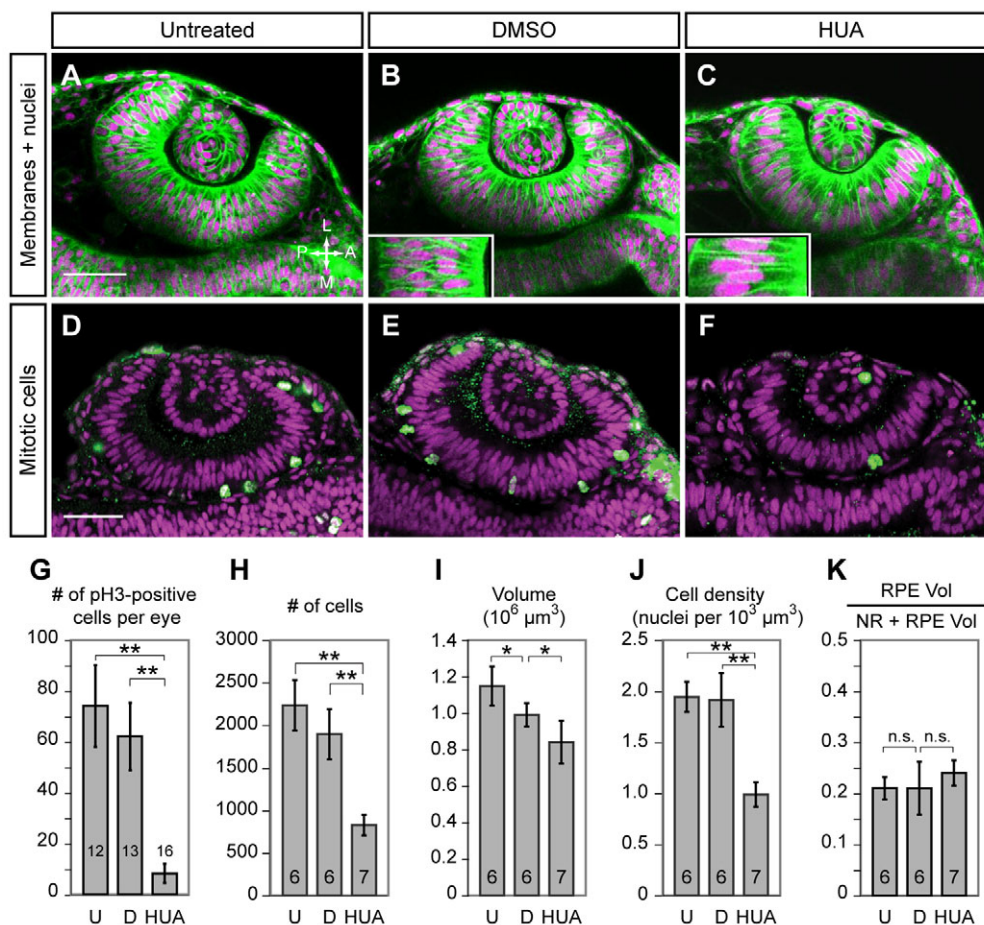 Untreated
DMSO
HUA
Membranes + nuclei
A
B
C
L
P A
M
Mitotic cells
D
E
F
G
# of pH3-positive
cells per eye
100
80
60
40
20
0
**
**
12
13
16
U D HUA
H
# of cells
3000
2500
2000
1500
1000
500
0
**
**
6
6
7
U D HUA
I
Volume
(10⁶ µm³)
1.4
1.2
1.0
0.8
0.6
0.4
0.2
0
*
*
6
6
7
U D HUA
J
Cell density
(nuclei per 10³ µm³)
2.5
2.0
1.5
1.0
0.5
0
**
**
6
6
7
U D HUA
K
RPE Vol
NR + RPE Vol
0.5
0.4
0.3
0.2
0.1
0
n.s.
n.s.
6
6
7
U D HUA